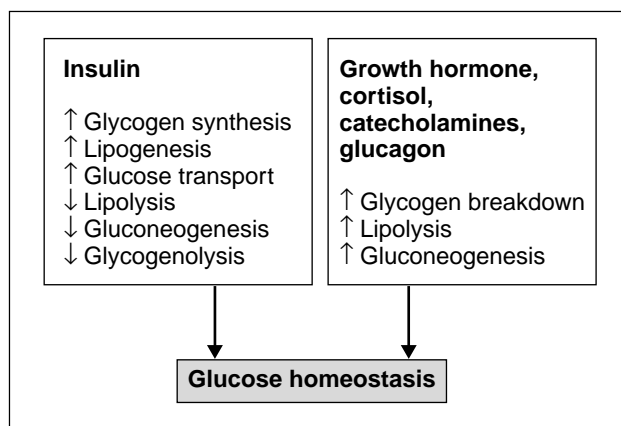 Insulin
↑ Glycogen synthesis
↑ Lipogenesis
↑ Glucose transport
↓ Lipolysis
↓ Gluconeogenesis
↓ Glycogenolysis
Growth hormone,
cortisol,
catecholamines,
glucagon
↑ Glycogen breakdown
↑ Lipolysis
↑ Gluconeogenesis
Glucose homeostasis